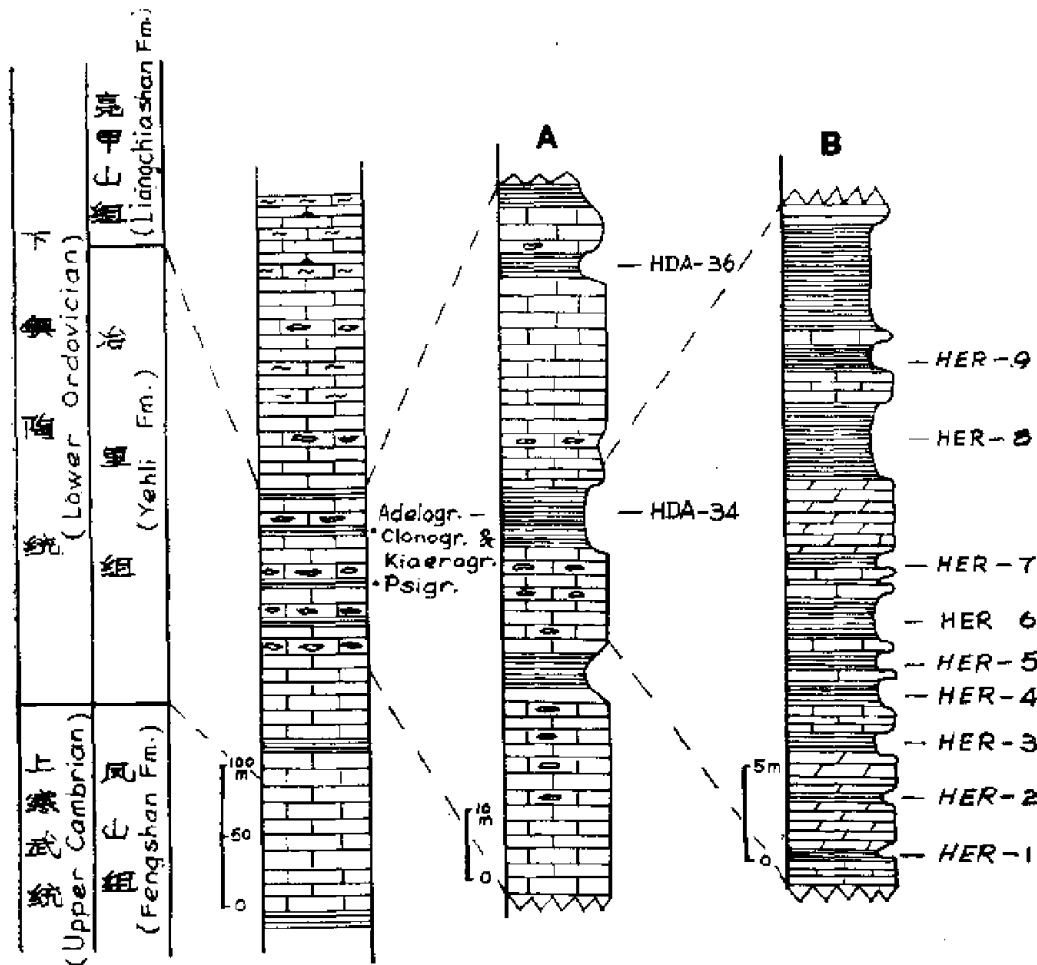 下奥陶統
(Lower Ordovician)
上寒武統
(Upper Cambrian)
亮甲山組
(Liangchiashan Fm.)
冶里組
(Yehli Fm.)
凤山組
(Fengshan Fm.)
100
m
50
0
Adelogr.
Clonogr. &
Kiaerogr.
Psigr.
A
HDA-36
HDA-34
10
m
0
B
HER-9
HER-8
HER-7
HER 6
HER-5
HER-4
HER-3
HER-2
HER-1
5m
0